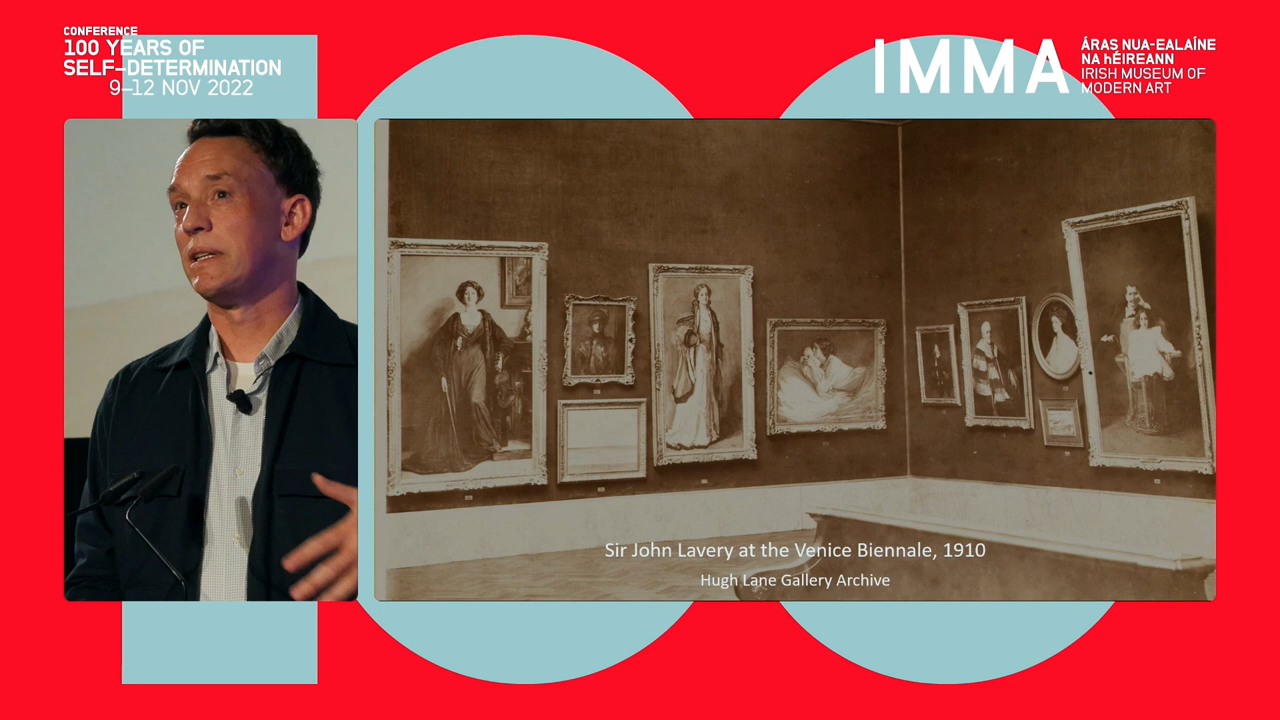 CONFERENCE
100 YEARS OF
SELF–DETERMINATION
9–12 NOV 2022
IMMA
ÁRAS NUA-EALAÍNE
NA hÉIREANN
IRISH MUSEUM OF
MODERN ART
Sir John Lavery at the Venice Biennale, 1910
Hugh Lane Gallery Archive